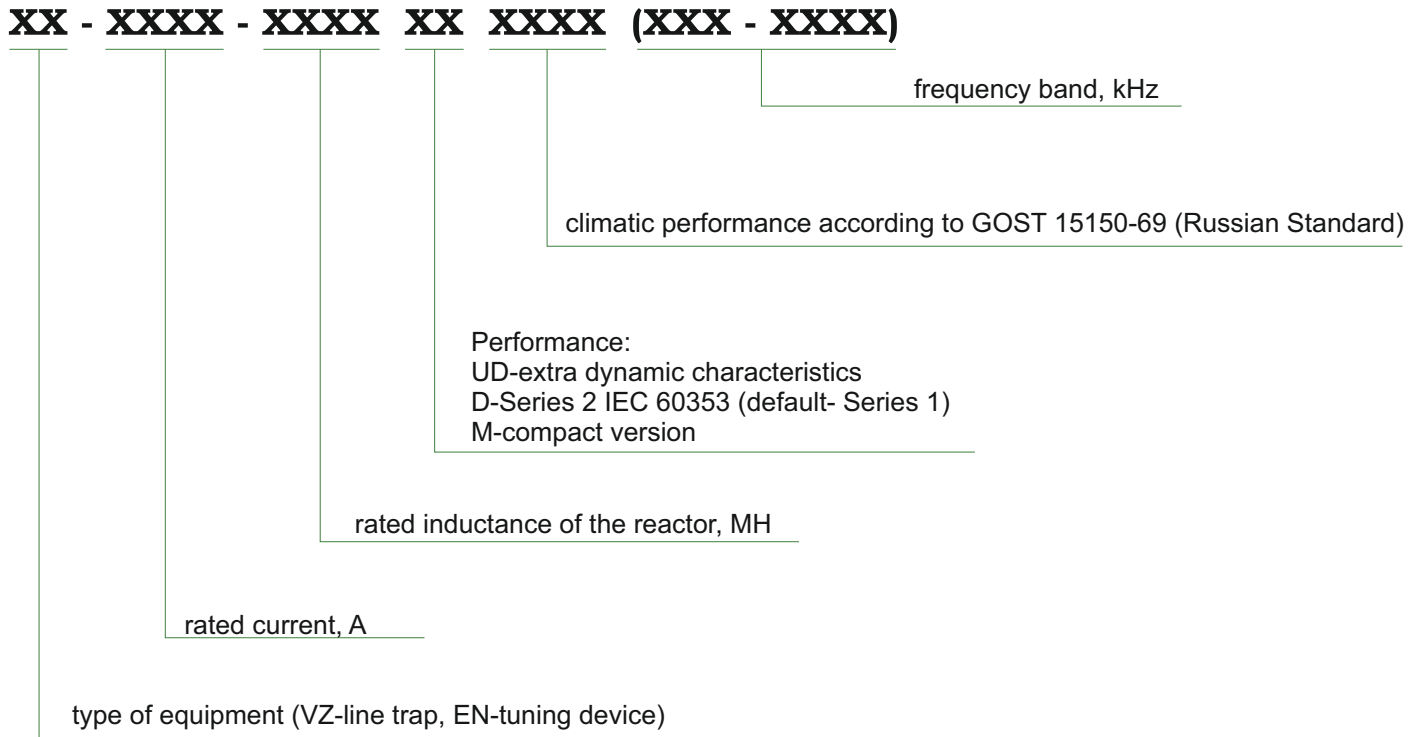 XX - XXXX - XXXX XX XXXX (XXX - XXXX)
frequency band, kHz
climatic performance according to GOST 15150-69 (Russian Standard)
Performance:
UD-extra dynamic characteristics
D-Series 2 IEC 60353 (default- Series 1)
M-compact version
rated inductance of the reactor, MH
rated current, A
type of equipment (VZ-line trap, EN-tuning device)